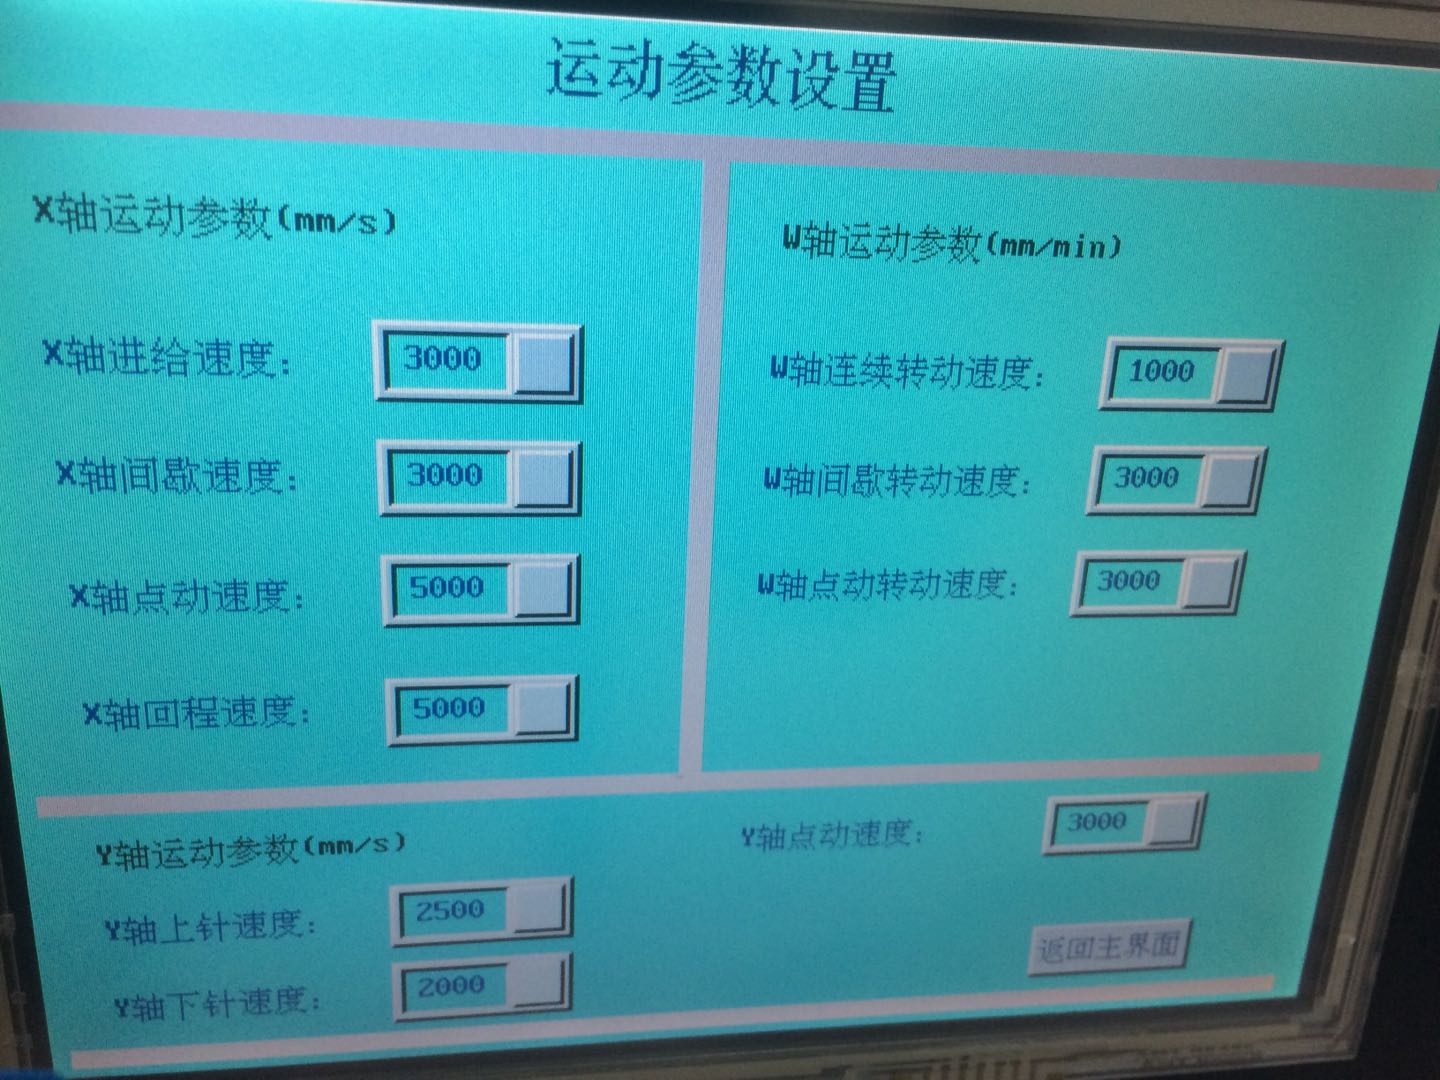 运动参数设置
X轴运动参数(mm/s)
X轴进给速度: 3000
X轴间歇速度: 3000
X轴点动速度: 5000
X轴回程速度: 5000
W轴运动参数(mm/min)
W轴连续转动速度: 1000
W轴间歇转动速度: 3000
W轴点动转动速度: 3000
Y轴运动参数(mm/s)
Y轴上针速度: 2500
Y轴下针速度: 2000
Y轴点动速度: 3000
返回主界面